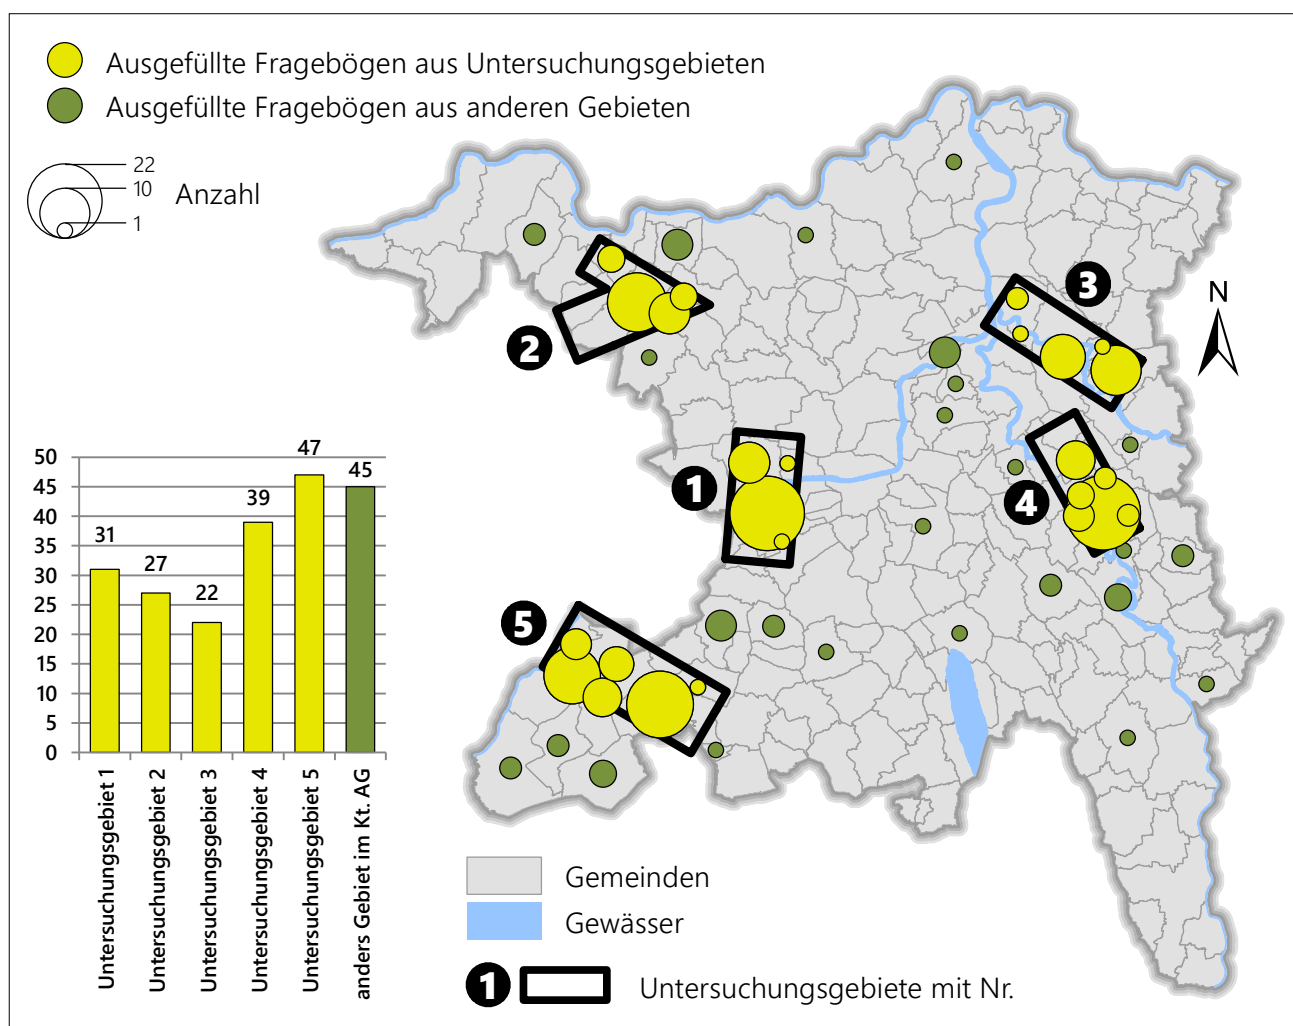 Ausgefüllte Fragebögen aus Untersuchungsgebieten
Ausgefüllte Fragebögen aus anderen Gebieten
22
10
1
Anzahl
N
3
2
1
4
5
50
45
40
35
30
25
20
15
10
5
0
31
27
22
39
47
45
Untersuchungsgebiet 1
Untersuchungsgebiet 2
Untersuchungsgebiet 3
Untersuchungsgebiet 4
Untersuchungsgebiet 5
anders Gebiet im Kt. AG
Gemeinden
Gewässer
1 Untersuchungsgebiete mit Nr.